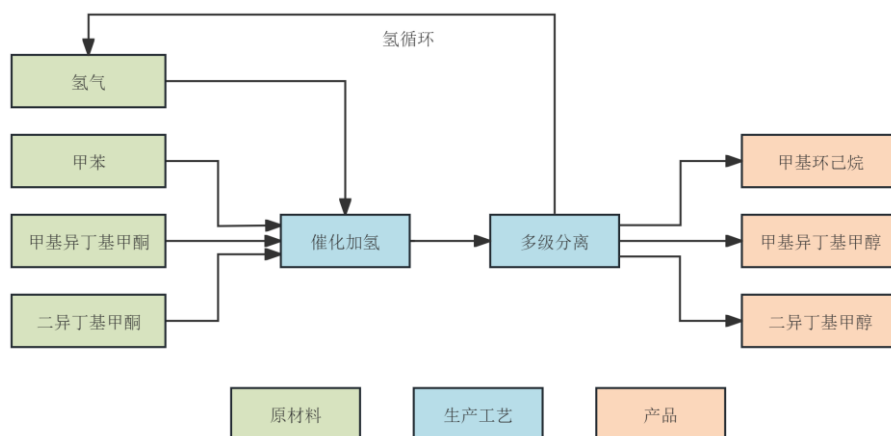 氢循环
氢气
甲苯
甲基环己烷
甲基异丁基甲酮
催化加氢
多级分离
甲基异丁基甲醇
二异丁基甲酮
二异丁基甲醇
原材料
生产工艺
产品